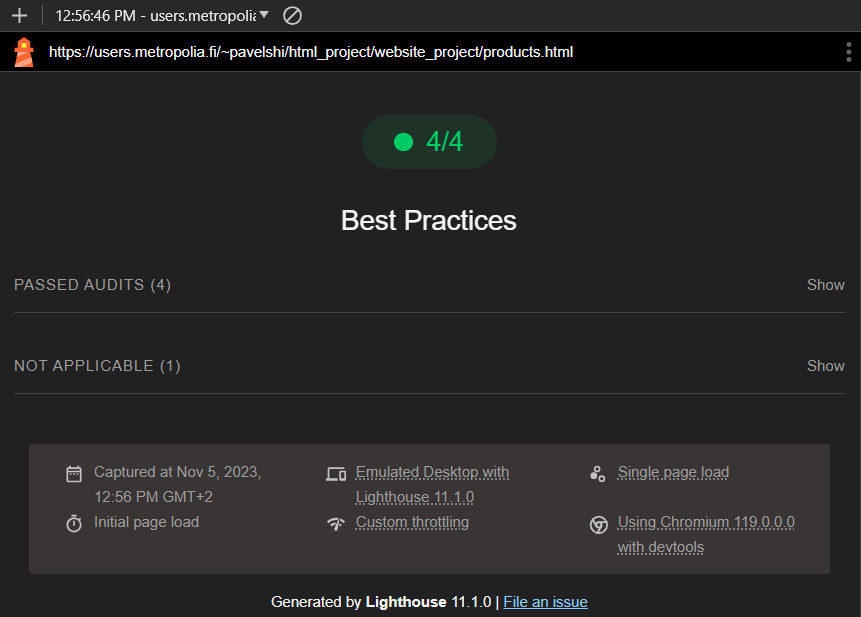 12:56:46 PM - users.metropolia
https://users.metropolia.fi/~pavelshi/html_project/website_project/products.html
4/4
Best Practices
PASSED AUDITS (4) Show
NOT APPLICABLE (1) Show
Captured at Nov 5, 2023, 12:56 PM GMT+2
Emulated Desktop with Lighthouse 11.1.0
Single page load
Initial page load
Custom throttling
Using Chromium 119.0.0.0 with devtools
Generated by Lighthouse 11.1.0 | File an issue